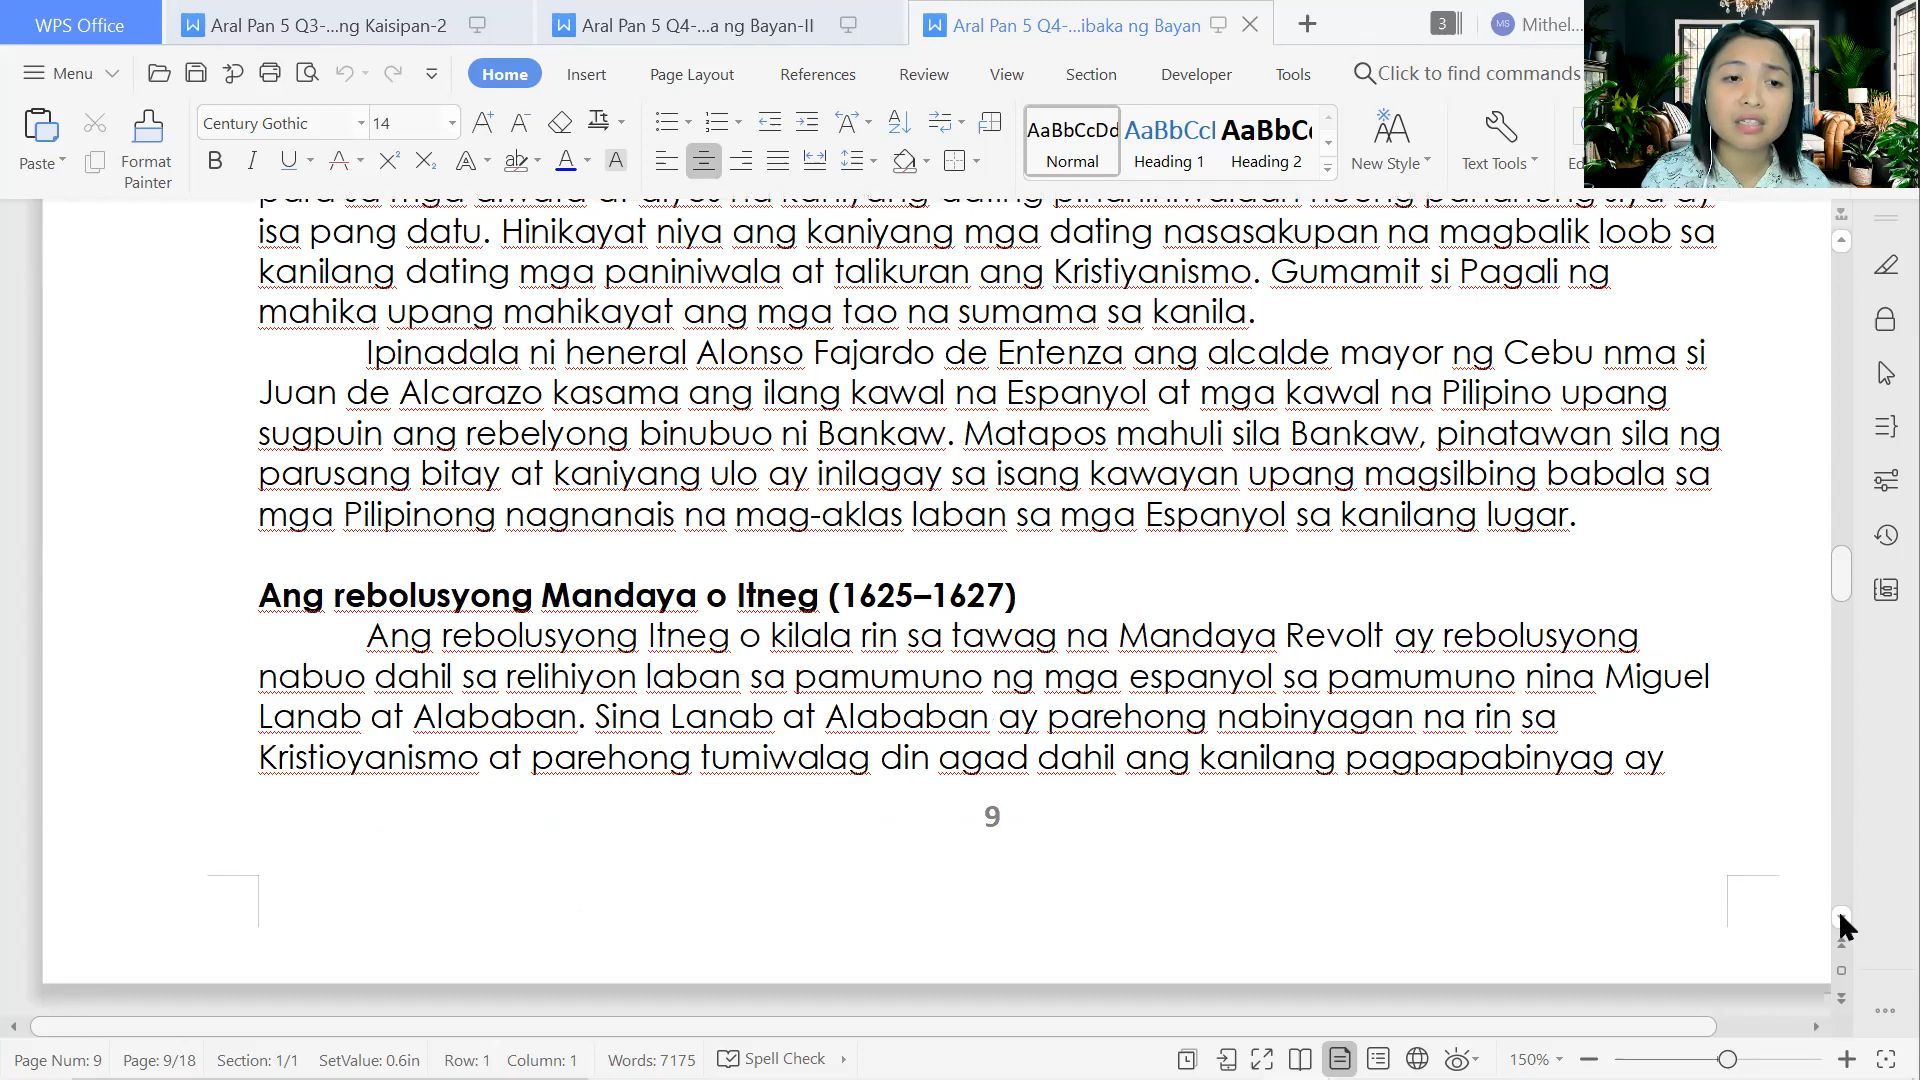 WPS Office
Aral Pan 5 Q3-...ng Kaisipan-2
Aral Pan 5 Q4-...a ng Bayan-II
Aral Pan 5 Q4-...ibaka ng Bayan
3
MS
Mithel...
Menu
Home
Insert
Page Layout
References
Review
View
Section
Developer
Tools
Click to find commands
Paste
Format
Painter
Century Gothic
14
AaBbCcDd
AaBbCcI
AaBbCc
Normal
Heading 1
Heading 2
New Style
Text Tools
isa pang datu. Hinikayat niya ang kaniyang mga dating nasasakupan na magbalik loob sa
kanilang dating mga paniniwala at talikuran ang Kristiyanismo. Gumamit si Pagali ng
mahika upang mahikayat ang mga tao na sumama sa kanila.
Ipinadala ni heneral Alonso Fajardo de Entenza ang alcalde mayor ng Cebu nma si
Juan de Alcarazo kasama ang ilang kawal na Espanyol at mga kawal na Pilipino upang
sugpuin ang rebelyong binubuo ni Bankaw. Matapos mahuli sila Bankaw, pinatawan sila ng
parusang bitay at kaniyang ulo ay inilagay sa isang kawayan upang magsilbing babala sa
mga Pilipinong nagnanais na mag-aklas laban sa mga Espanyol sa kanilang lugar.
Ang rebolusyong Mandaya o Itneg (1625–1627)
Ang rebolusyong Itneg o kilala rin sa tawag na Mandaya Revolt ay rebolusyong
nabuo dahil sa relihiyon laban sa pamumuno ng mga espanyol sa pamumuno nina Miguel
Lanab at Alababan. Sina Lanab at Alababan ay parehong nabinyagan na rin sa
Kristioyanismo at parehong tumiwalag din agad dahil ang kanilang pagpapabinyag ay
9
Page Num: 9
Page: 9/18
Section: 1/1
SetValue: 0.6in
Row: 1
Column: 1
Words: 7175
Spell Check
150%